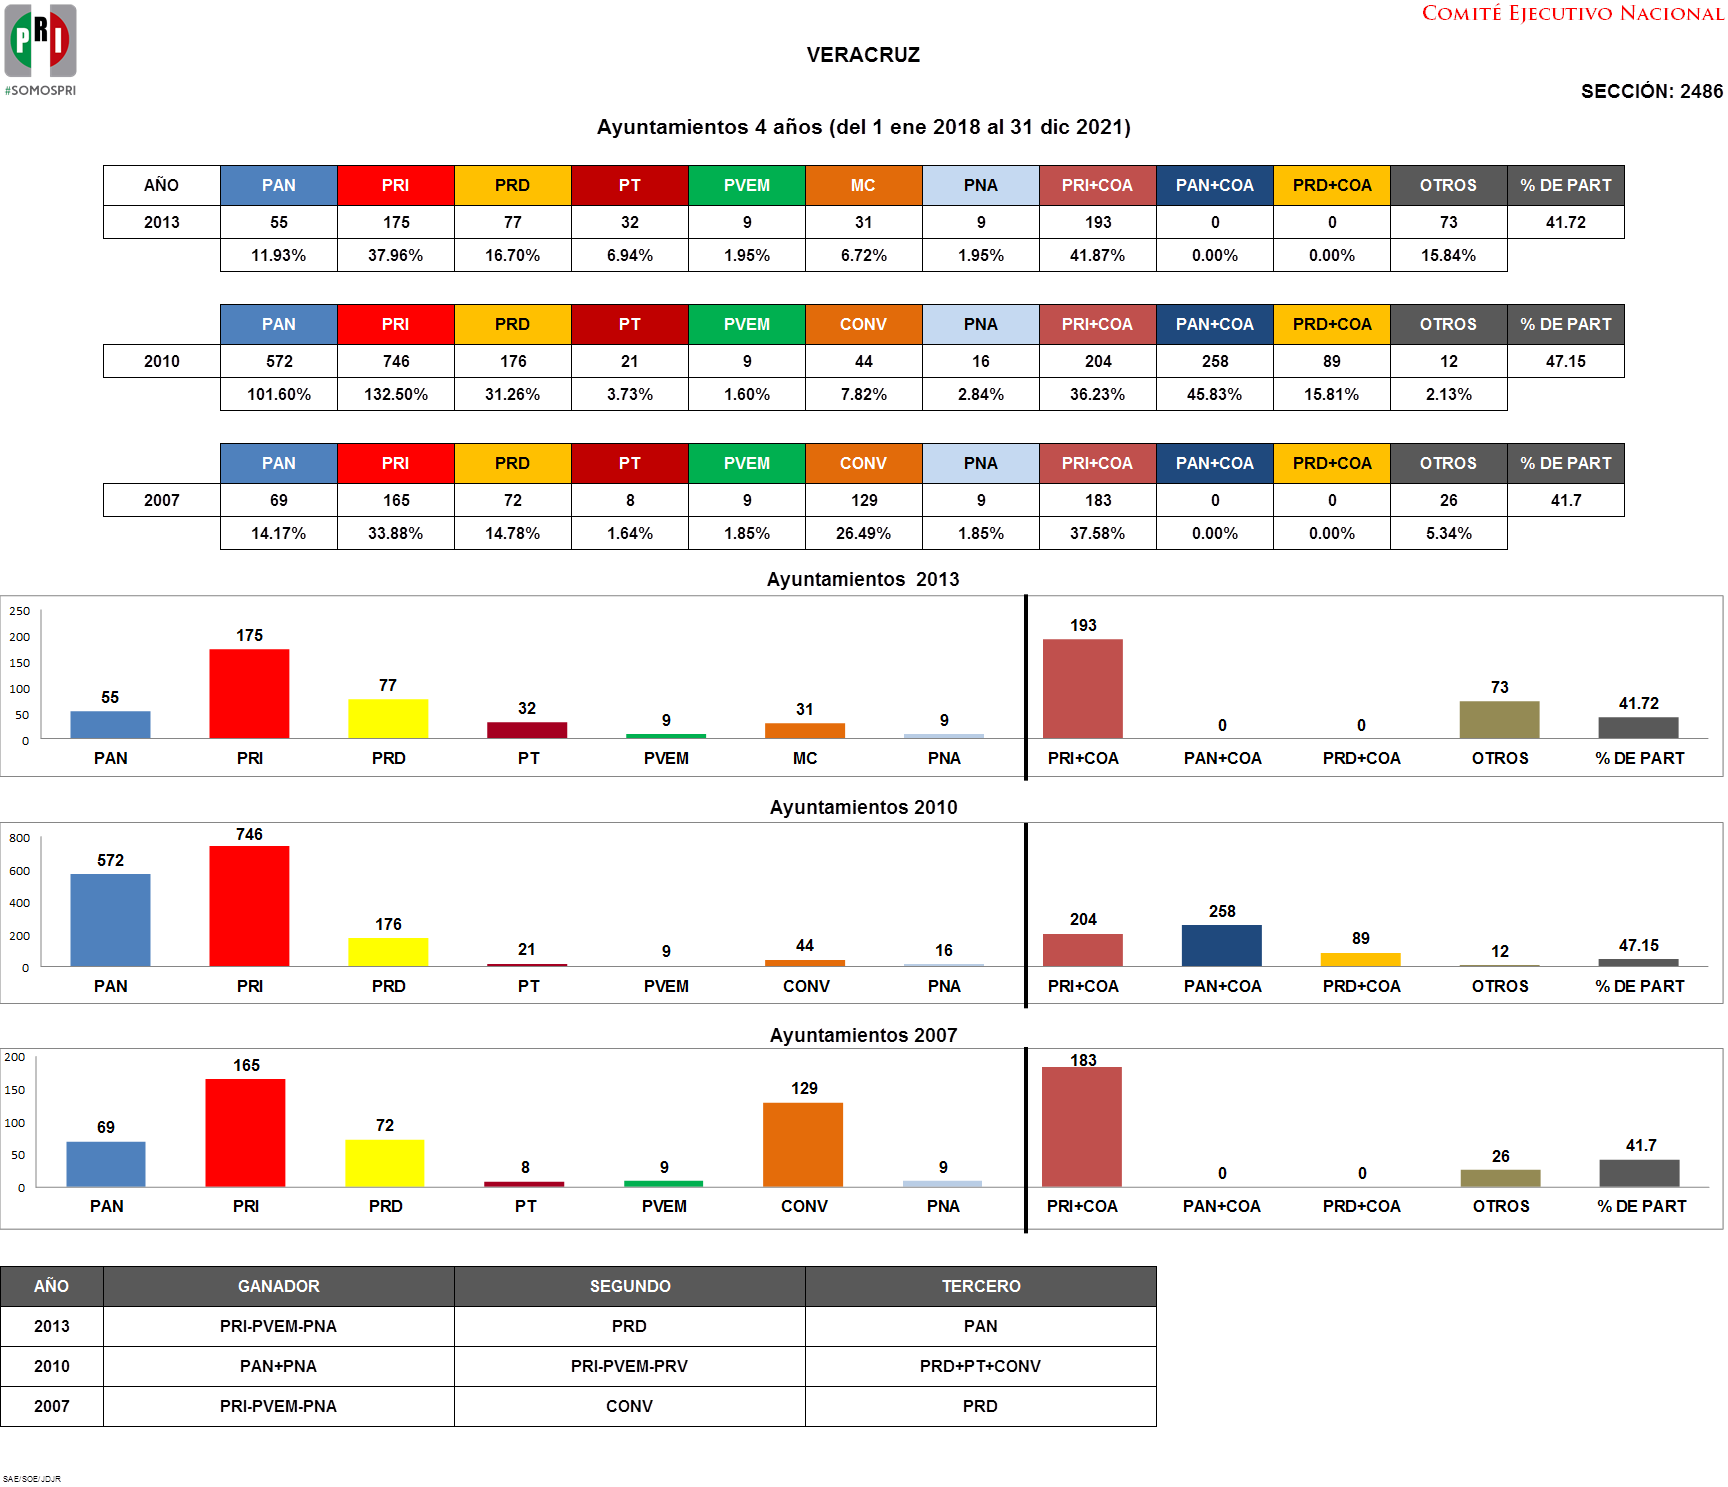 COMITÉ EJECUTIVO NACIONAL
PRI
#SOMOSPRI
VERACRUZ
SECCIÓN: 2486
Ayuntamientos 4 años (del 1 ene 2018 al 31 dic 2021)
AÑO PAN PRI PRD PT PVEM MC PNA PRI+COA PAN+COA PRD+COA OTROS % DE PART
2013 55 175 77 32 9 31 9 193 0 0 73 41.72
11.93% 37.96% 16.70% 6.94% 1.95% 6.72% 1.95% 41.87% 0.00% 0.00% 15.84%
PAN PRI PRD PT PVEM CONV PNA PRI+COA PAN+COA PRD+COA OTROS % DE PART
2010 572 746 176 21 9 44 16 204 258 89 12 47.15
101.60% 132.50% 31.26% 3.73% 1.60% 7.82% 2.84% 36.23% 45.83% 15.81% 2.13%
PAN PRI PRD PT PVEM CONV PNA PRI+COA PAN+COA PRD+COA OTROS % DE PART
2007 69 165 72 8 9 129 9 183 0 0 26 41.7
14.17% 33.88% 14.78% 1.64% 1.85% 26.49% 1.85% 37.58% 0.00% 0.00% 5.34%
Ayuntamientos 2013
250
200
150
100
50
0
55 175 77 32 9 31 9 193 0 0 73 41.72
PAN PRI PRD PT PVEM MC PNA PRI+COA PAN+COA PRD+COA OTROS % DE PART
Ayuntamientos 2010
800
600
400
200
0
572 746 176 21 9 44 16 204 258 89 12 47.15
PAN PRI PRD PT PVEM CONV PNA PRI+COA PAN+COA PRD+COA OTROS % DE PART
Ayuntamientos 2007
200
150
100
50
0
69 165 72 8 9 129 9 183 0 0 26 41.7
PAN PRI PRD PT PVEM CONV PNA PRI+COA PAN+COA PRD+COA OTROS % DE PART
AÑO GANADOR SEGUNDO TERCERO
2013 PRI-PVEM-PNA PRD PAN
2010 PAN+PNA PRI-PVEM-PRV PRD+PT+CONV
2007 PRI-PVEM-PNA CONV PRD
SAE/SOE/JDJR